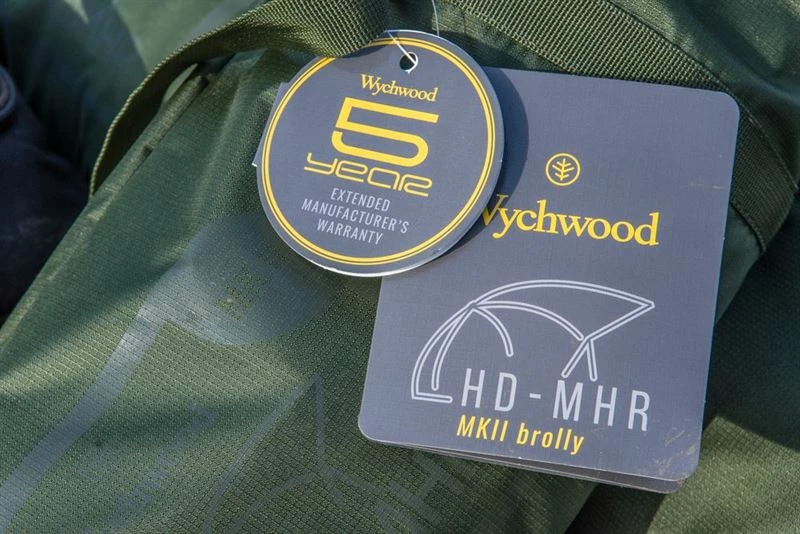 Wychwood
5
YEAR
EXTENDED
MANUFACTURER'S
WARRANTY
Wychwood
HD-MHR
MKII brolly